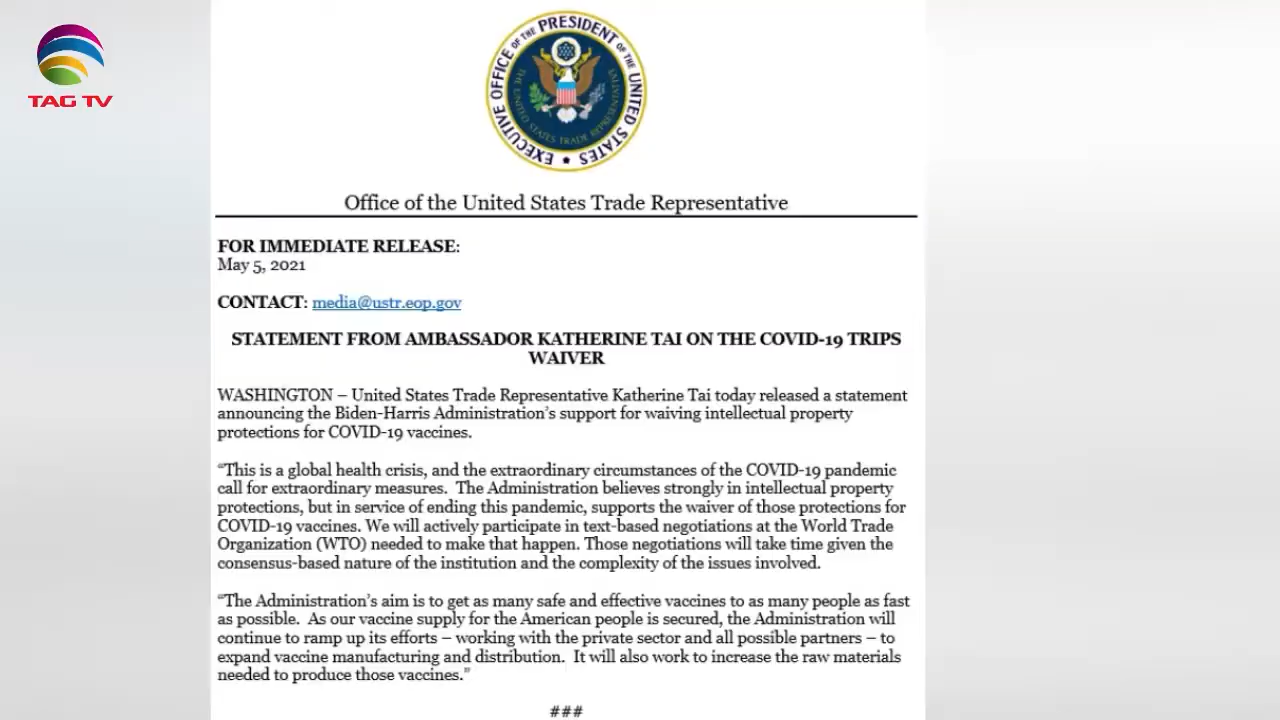 TAG TV
EXECUTIVE OFFICE OF THE PRESIDENT OF THE UNITED STATES
THE UNITED STATES TRADE REPRESENTATIVE
Office of the United States Trade Representative
FOR IMMEDIATE RELEASE:
May 5, 2021
CONTACT: media@ustr.eop.gov
STATEMENT FROM AMBASSADOR KATHERINE TAI ON THE COVID-19 TRIPS
WAIVER
WASHINGTON – United States Trade Representative Katherine Tai today released a statement
announcing the Biden-Harris Administration's support for waiving intellectual property
protections for COVID-19 vaccines.
“This is a global health crisis, and the extraordinary circumstances of the COVID-19 pandemic
call for extraordinary measures.  The Administration believes strongly in intellectual property
protections, but in service of ending this pandemic, supports the waiver of those protections for
COVID-19 vaccines. We will actively participate in text-based negotiations at the World Trade
Organization (WTO) needed to make that happen. Those negotiations will take time given the
consensus-based nature of the institution and the complexity of the issues involved.
“The Administration's aim is to get as many safe and effective vaccines to as many people as fast
as possible.  As our vaccine supply for the American people is secured, the Administration will
continue to ramp up its efforts – working with the private sector and all possible partners – to
expand vaccine manufacturing and distribution.  It will also work to increase the raw materials
needed to produce those vaccines.”
###